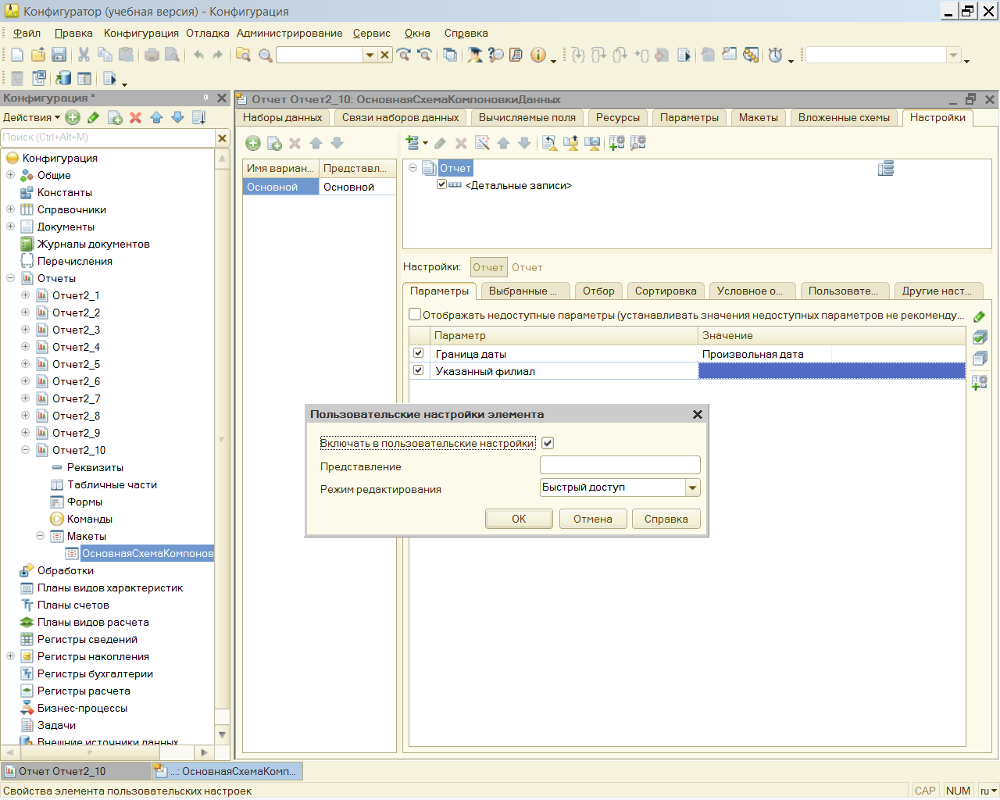 Конфигуратор (учебная версия) - Конфигурация
Файл Правка Конфигурация Отладка Администрирование Сервис Окна Справка
Конфигурация *
Действия
Поиск (Ctrl+Alt+M)
Конфигурация
Общие
Константы
Справочники
Документы
Журналы документов
Перечисления
Отчеты
Отчет2_1
Отчет2_2
Отчет2_3
Отчет2_4
Отчет2_5
Отчет2_6
Отчет2_7
Отчет2_8
Отчет2_9
Отчет2_10
Реквизиты
Табличные части
Формы
Команды
Макеты
ОсновнаяСхемаКомпонов
Обработки
Планы видов характеристик
Планы счетов
Планы видов расчета
Регистры сведений
Регистры накопления
Регистры бухгалтерии
Регистры расчета
Бизнес-процессы
Задачи
Внешние источники данных
Отчет Отчет2_10: ОсновнаяСхемаКомпоновкиДанных
Наборы данных Связи наборов данных Вычисляемые поля Ресурсы Параметры Макеты Вложенные схемы Настройки
Имя вариан... Представл...
Основной Основной
Отчет
<Детальные записи>
Настройки: Отчет Отчет
Параметры Выбранные ... Отбор Сортировка Условное о... Пользовате... Другие наст...
Отображать недоступные параметры (устанавливать значения недоступных параметров не рекоменду...
Параметр Значение
Граница даты Произвольная дата
Указанный филиал
Пользовательские настройки элемента
Включать в пользовательские настройки
Представление
Режим редактирования Быстрый доступ
OK Отмена Справка
Отчет Отчет2_10 ...: ОсновнаяСхемаКомп...
Свойства элемента пользовательских настроек CAP NUM ru